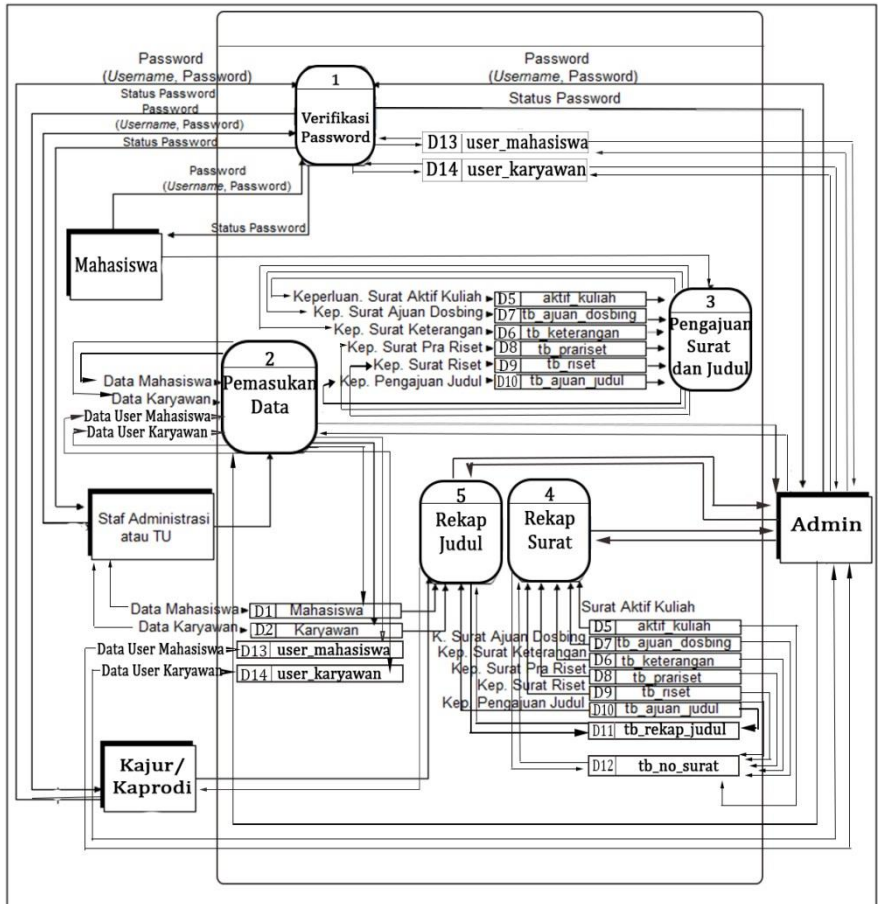 Password
(Username, Password)
Status Password
Password
(Username, Password)
Status Password
Password
(Username, Password)
Status Password
1
Verifikasi
Password
Password
(Username, Password)
Status Password
D13 user_mahasiswa
D14 user_karyawan
Mahasiswa
Keperluan. Surat Aktif Kuliah D5 aktif_kuliah
Kep. Surat Ajuan Dosbing D7 tb_ajuan_dosbing
Kep. Surat Keterangan D6 tb_keterangan
Kep. Surat Pra Riset D8 tb_prariset
Kep. Surat Riset D9 tb_riset
Kep. Pengajuan Judul D10 tb_ajuan_judul
3
Pengajuan
Surat
dan Judul
2
Pemasukan
Data
Data Mahasiswa
Data Karyawan
Data User Mahasiswa
Data User Karyawan
Staf Administrasi
atau TU
5
Rekap
Judul
4
Rekap
Surat
Admin
Data Mahasiswa D1 Mahasiswa
Data Karyawan D2 Karyawan
Data User Mahasiswa D13 user_mahasiswa
Data User Karyawan D14 user_karyawan
Surat Aktif Kuliah
D5 aktif_kuliah
K. Surat Ajuan Dosbing D7 tb_ajuan_dosbing
Kep. Surat Keterangan D6 tb_keterangan
Kep. Surat Pra Riset D8 tb_prariset
Kep. Surat Riset D9 tb_riset
Kep. Pengajuan Judul D10 tb_ajuan_judul
D11 tb_rekap_judul
D12 tb_no_surat
Kajur/
Kaprodi